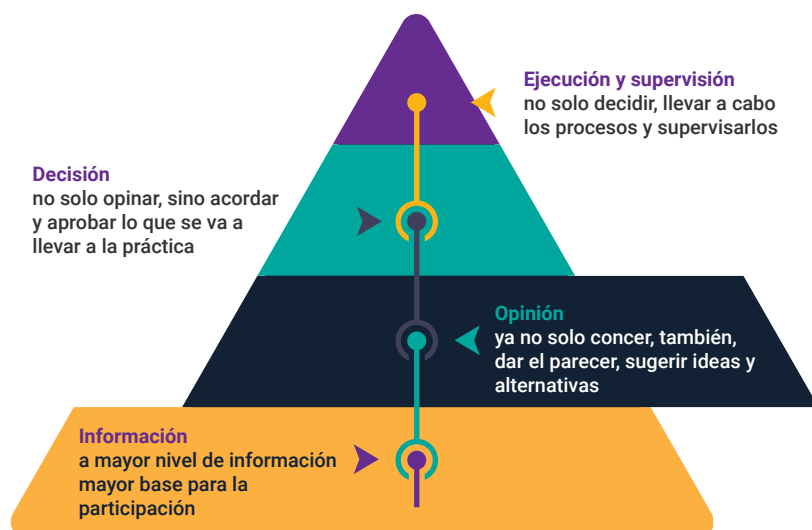 Ejecución y supervisión
no solo decidir, llevar a cabo
los procesos y supervisarlos
Decisión
no solo opinar, sino acordar
y aprobar lo que se va a
llevar a la práctica
Opinión
ya no solo concer, también,
dar el parecer, sugerir ideas y
alternativas
Información
a mayor nivel de información
mayor base para la
participación